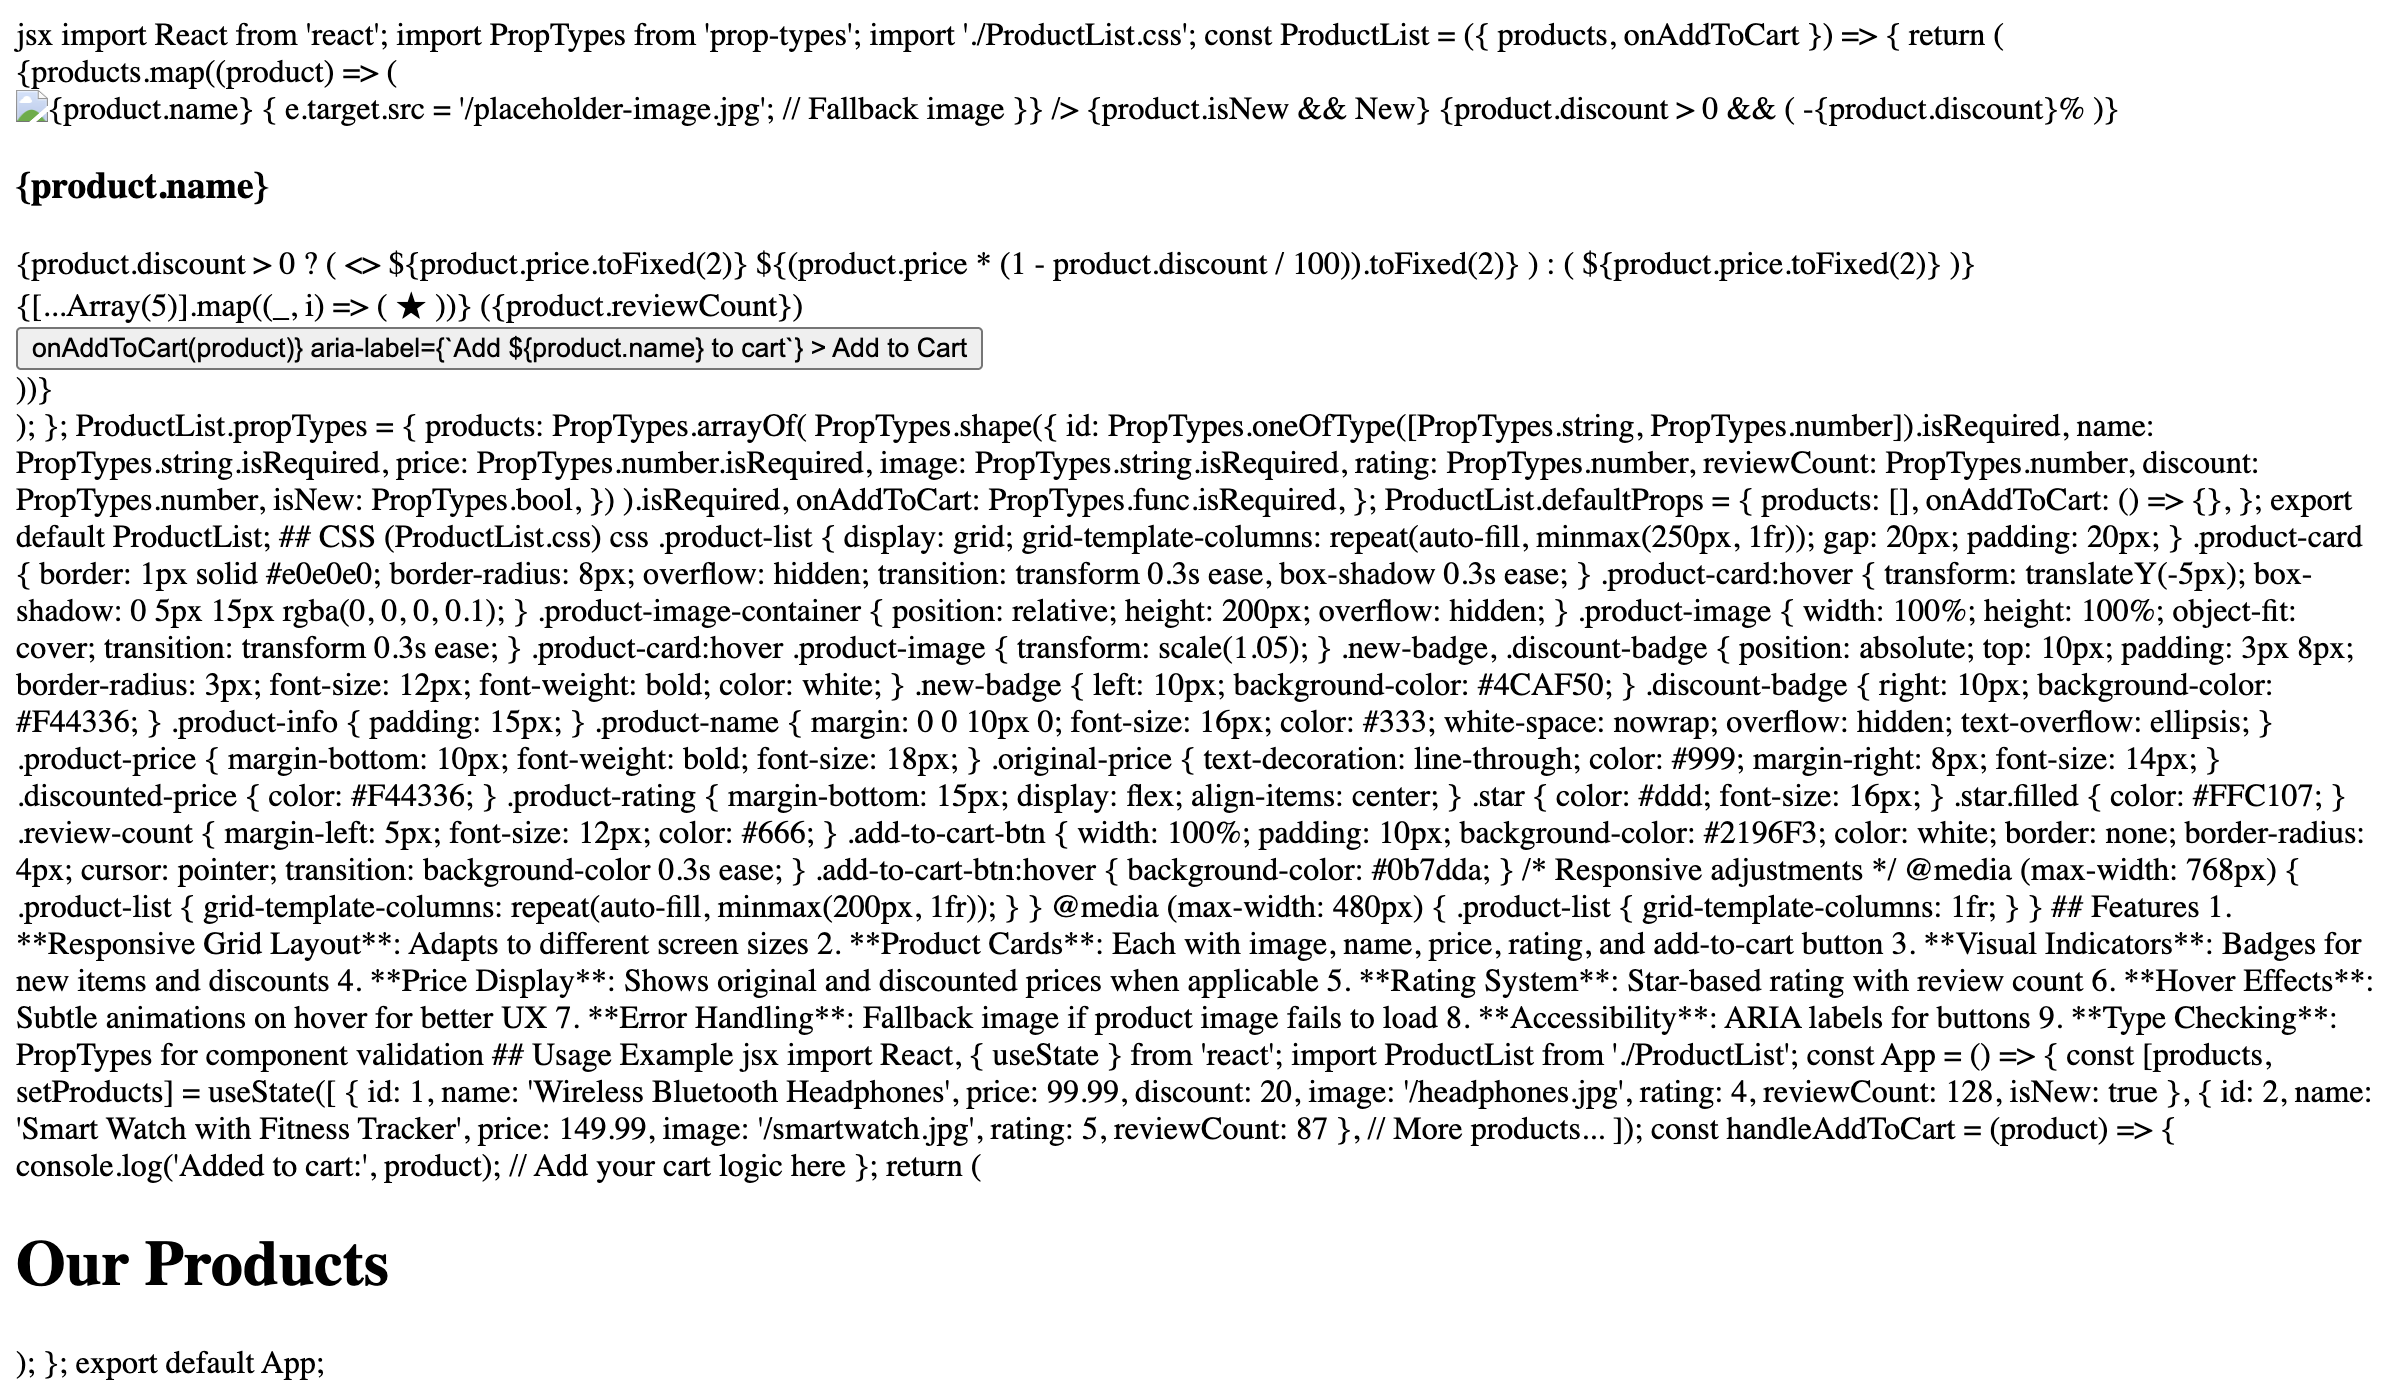 jsx import React from 'react'; import PropTypes from 'prop-types'; import './ProductList.css'; const ProductList = ({ products, onAddToCart }) => { return (
{products.map((product) => (
{product.name} { e.target.src = '/placeholder-image.jpg'; // Fallback image }} /> {product.isNew && New} {product.discount > 0 && ( -{product.discount}% )}
{product.name}
{product.discount > 0 ? ( <> ${product.price.toFixed(2)} ${(product.price * (1 - product.discount / 100)).toFixed(2)} ) : ( ${product.price.toFixed(2)} )}
{[...Array(5)].map((_, i) => ( ★ ))} ({product.reviewCount})
onAddToCart(product)} aria-label={`Add ${product.name} to cart`} > Add to Cart
))}
); }; ProductList.propTypes = { products: PropTypes.arrayOf( PropTypes.shape({ id: PropTypes.oneOfType([PropTypes.string, PropTypes.number]).isRequired, name:
PropTypes.string.isRequired, price: PropTypes.number.isRequired, image: PropTypes.string.isRequired, rating: PropTypes.number, reviewCount: PropTypes.number, discount:
PropTypes.number, isNew: PropTypes.bool, }) ).isRequired, onAddToCart: PropTypes.func.isRequired, }; ProductList.defaultProps = { products: [], onAddToCart: () => {}, }; export
default ProductList; ## CSS (ProductList.css) css .product-list { display: grid; grid-template-columns: repeat(auto-fill, minmax(250px, 1fr)); gap: 20px; padding: 20px; } .product-card
{ border: 1px solid #e0e0e0; border-radius: 8px; overflow: hidden; transition: transform 0.3s ease, box-shadow 0.3s ease; } .product-card:hover { transform: translateY(-5px); box-
shadow: 0 5px 15px rgba(0, 0, 0, 0.1); } .product-image-container { position: relative; height: 200px; overflow: hidden; } .product-image { width: 100%; height: 100%; object-fit:
cover; transition: transform 0.3s ease; } .product-card:hover .product-image { transform: scale(1.05); } .new-badge, .discount-badge { position: absolute; top: 10px; padding: 3px 8px;
border-radius: 3px; font-size: 12px; font-weight: bold; color: white; } .new-badge { left: 10px; background-color: #4CAF50; } .discount-badge { right: 10px; background-color:
#F44336; } .product-info { padding: 15px; } .product-name { margin: 0 0 10px 0; font-size: 16px; color: #333; white-space: nowrap; overflow: hidden; text-overflow: ellipsis; }
.product-price { margin-bottom: 10px; font-weight: bold; font-size: 18px; } .original-price { text-decoration: line-through; color: #999; margin-right: 8px; font-size: 14px; }
.discounted-price { color: #F44336; } .product-rating { margin-bottom: 15px; display: flex; align-items: center; } .star { color: #ddd; font-size: 16px; } .star.filled { color: #FFC107; }
.review-count { margin-left: 5px; font-size: 12px; color: #666; } .add-to-cart-btn { width: 100%; padding: 10px; background-color: #2196F3; color: white; border: none; border-radius:
4px; cursor: pointer; transition: background-color 0.3s ease; } .add-to-cart-btn:hover { background-color: #0b7dda; } /* Responsive adjustments */ @media (max-width: 768px) {
.product-list { grid-template-columns: repeat(auto-fill, minmax(200px, 1fr)); } } @media (max-width: 480px) { .product-list { grid-template-columns: 1fr; } } ## Features 1.
**Responsive Grid Layout**: Adapts to different screen sizes 2. **Product Cards**: Each with image, name, price, rating, and add-to-cart button 3. **Visual Indicators**: Badges for
new items and discounts 4. **Price Display**: Shows original and discounted prices when applicable 5. **Rating System**: Star-based rating with review count 6. **Hover Effects**:
Subtle animations on hover for better UX 7. **Error Handling**: Fallback image if product image fails to load 8. **Accessibility**: ARIA labels for buttons 9. **Type Checking**:
PropTypes for component validation ## Usage Example jsx import React, { useState } from 'react'; import ProductList from './ProductList'; const App = () => { const [products,
setProducts] = useState([ { id: 1, name: 'Wireless Bluetooth Headphones', price: 99.99, discount: 20, image: '/headphones.jpg', rating: 4, reviewCount: 128, isNew: true }, { id: 2, name:
'Smart Watch with Fitness Tracker', price: 149.99, image: '/smartwatch.jpg', rating: 5, reviewCount: 87 }, // More products... ]); const handleAddToCart = (product) => {
console.log('Added to cart:', product); // Add your cart logic here }; return (
Our Products
); }; export default App;